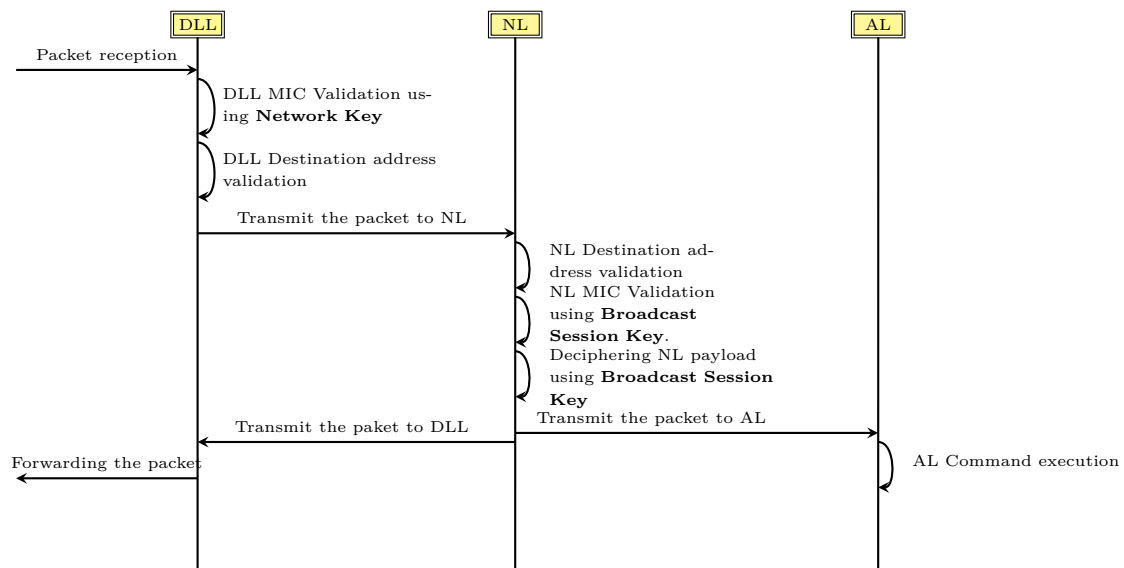 DLL
NL
AL
Packet reception
DLL MIC Validation us-
ing Network Key
DLL Destination address
validation
Transmit the packet to NL
NL Destination ad-
dress validation
NL MIC Validation
using Broadcast
Session Key.
Deciphering NL payload
using Broadcast Session
Key
Transmit the packet to AL
Transmit the paket to DLL
Forwarding the packet
AL Command execution